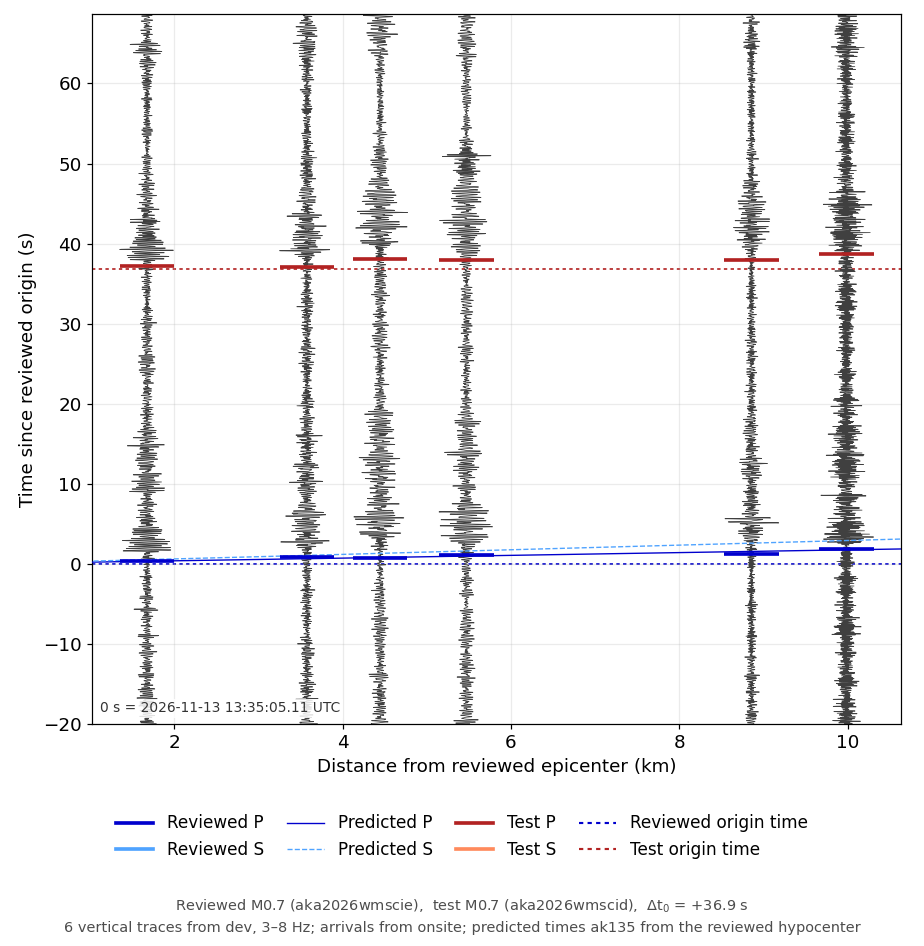 60
50
40
30
20
10
0
−10
−20
Time since reviewed origin (s)
0 s = 2026-11-13 13:35:05.11 UTC
2 4 6 8 10
Distance from reviewed epicenter (km)
Reviewed P Predicted P Test P Reviewed origin time
Reviewed S Predicted S Test S Test origin time
Reviewed M0.7 (aka2026wmscie), test M0.7 (aka2026wmscid), Δt₀ = +36.9 s
6 vertical traces from dev, 3–8 Hz; arrivals from onsite; predicted times ak135 from the reviewed hypocenter